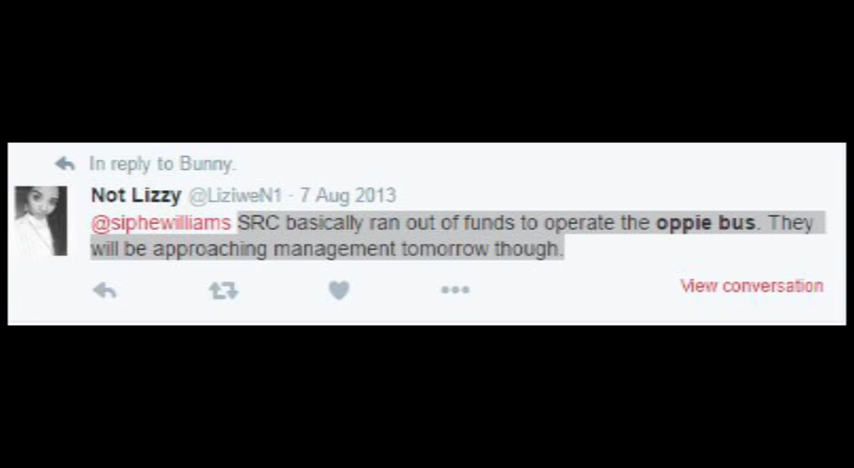 In reply to Bunny.
Not Lizzy @LiziweN1 · 7 Aug 2013
@siphewilliams SRC basically ran out of funds to operate the oppie bus. They
will be approaching management tomorrow though.
View conversation